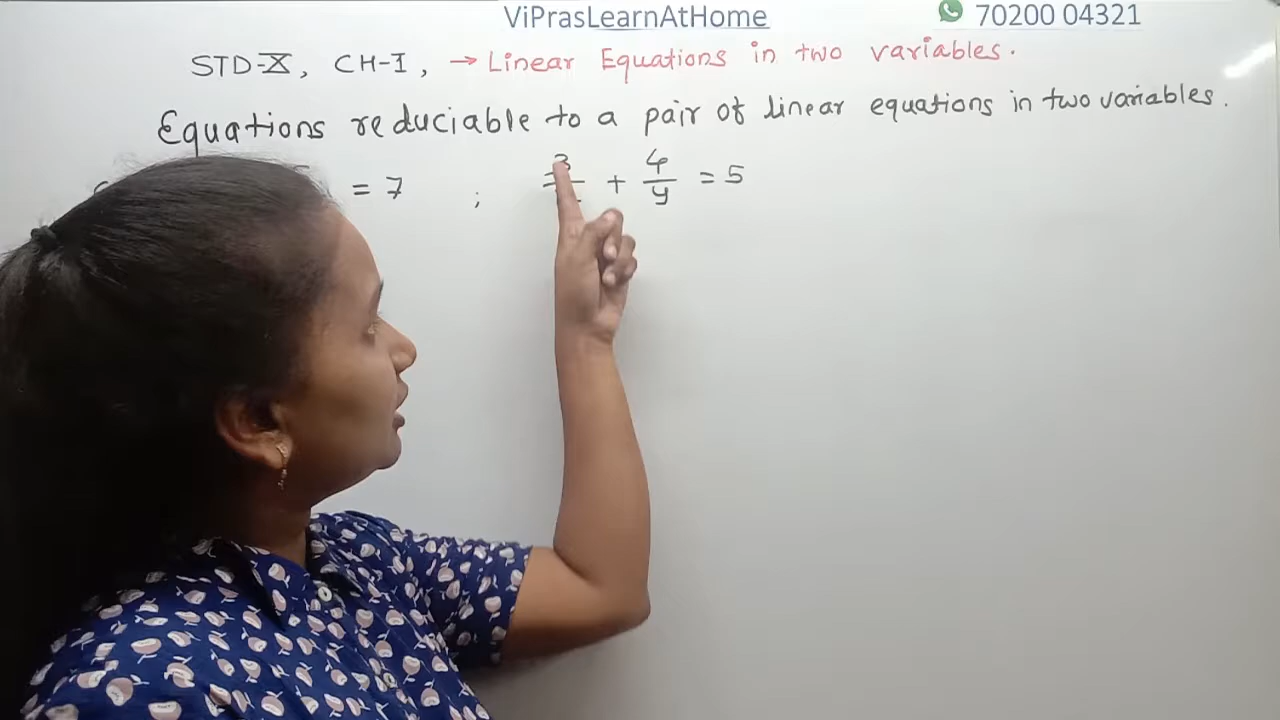 ViPrasLearnAtHome 70200 04321
STD-X, CH-I, → Linear Equations in two variables.
Equations reduciable to a pair of linear equations in two variables.
= 7 ; 3/ + 4/y = 5